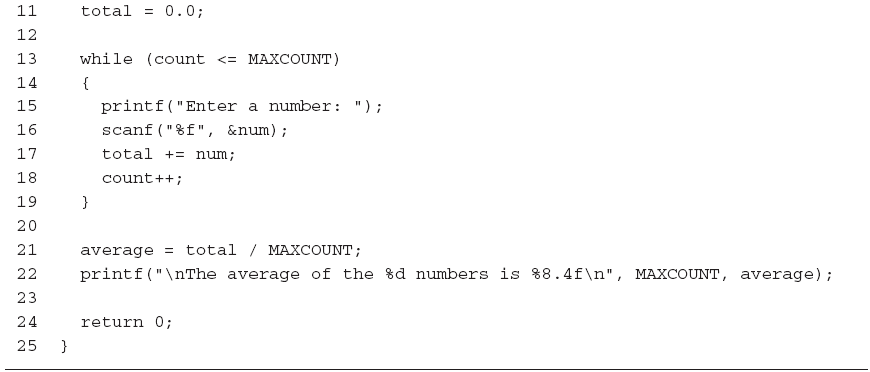 11 total = 0.0;
12
13 while (count <= MAXCOUNT)
14 {
15 printf("Enter a number: ");
16 scanf("%f", &num);
17 total += num;
18 count++;
19 }
20
21 average = total / MAXCOUNT;
22 printf("\nThe average of the %d numbers is %8.4f\n", MAXCOUNT, average);
23
24 return 0;
25 }